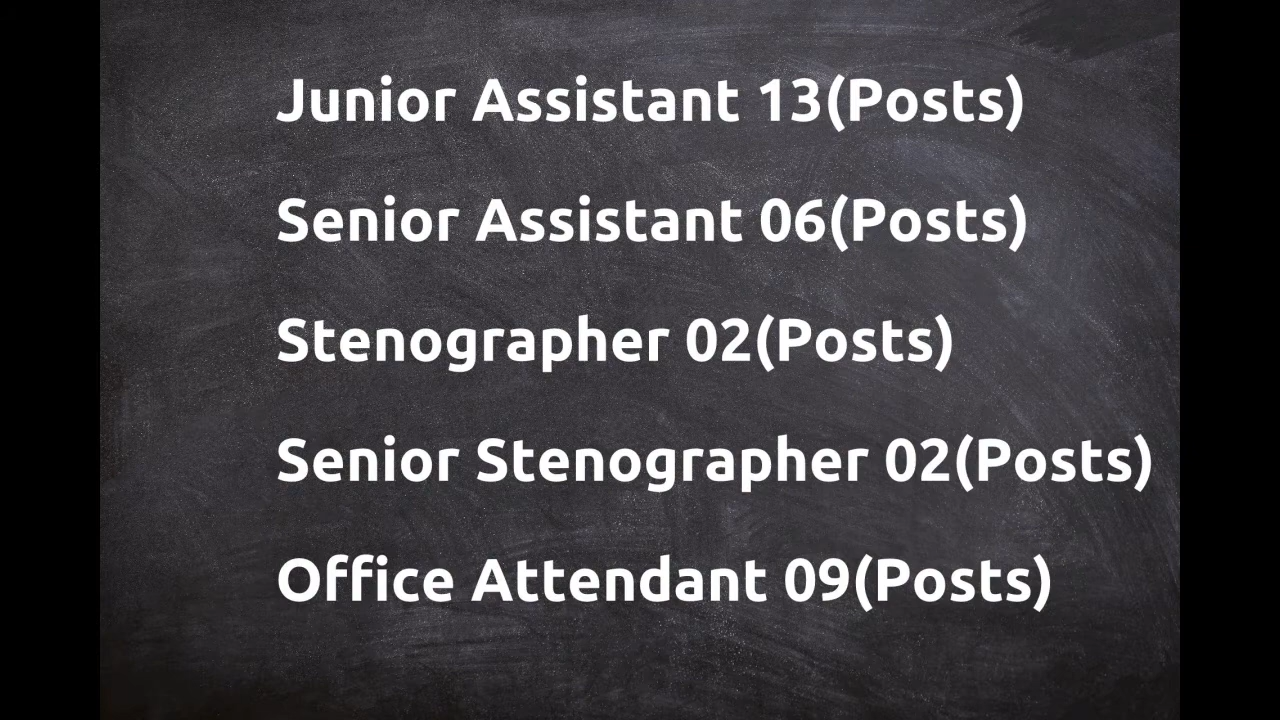 Junior Assistant 13(Posts)
Senior Assistant 06(Posts)
Stenographer 02(Posts)
Senior Stenographer 02(Posts)
Office Attendant 09(Posts)